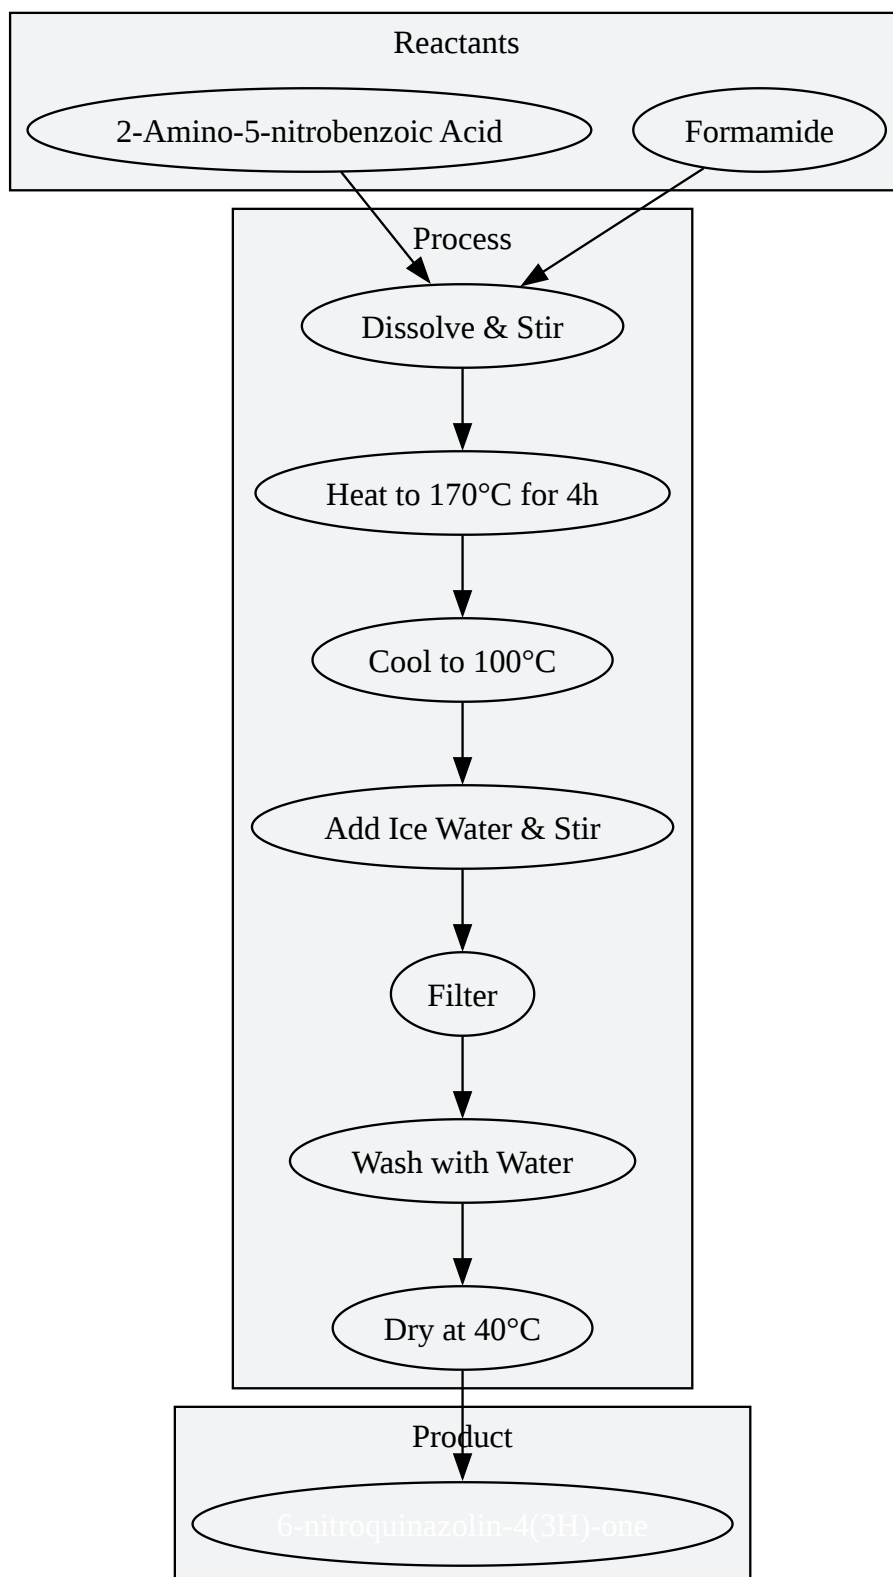 Reactants
2-Amino-5-nitrobenzoic Acid
Formamide
Process
Dissolve & Stir
Heat to 170°C for 4h
Cool to 100°C
Add Ice Water & Stir
Filter
Wash with Water
Dry at 40°C
Product
6-nitroquinazolin-4(3H)-one